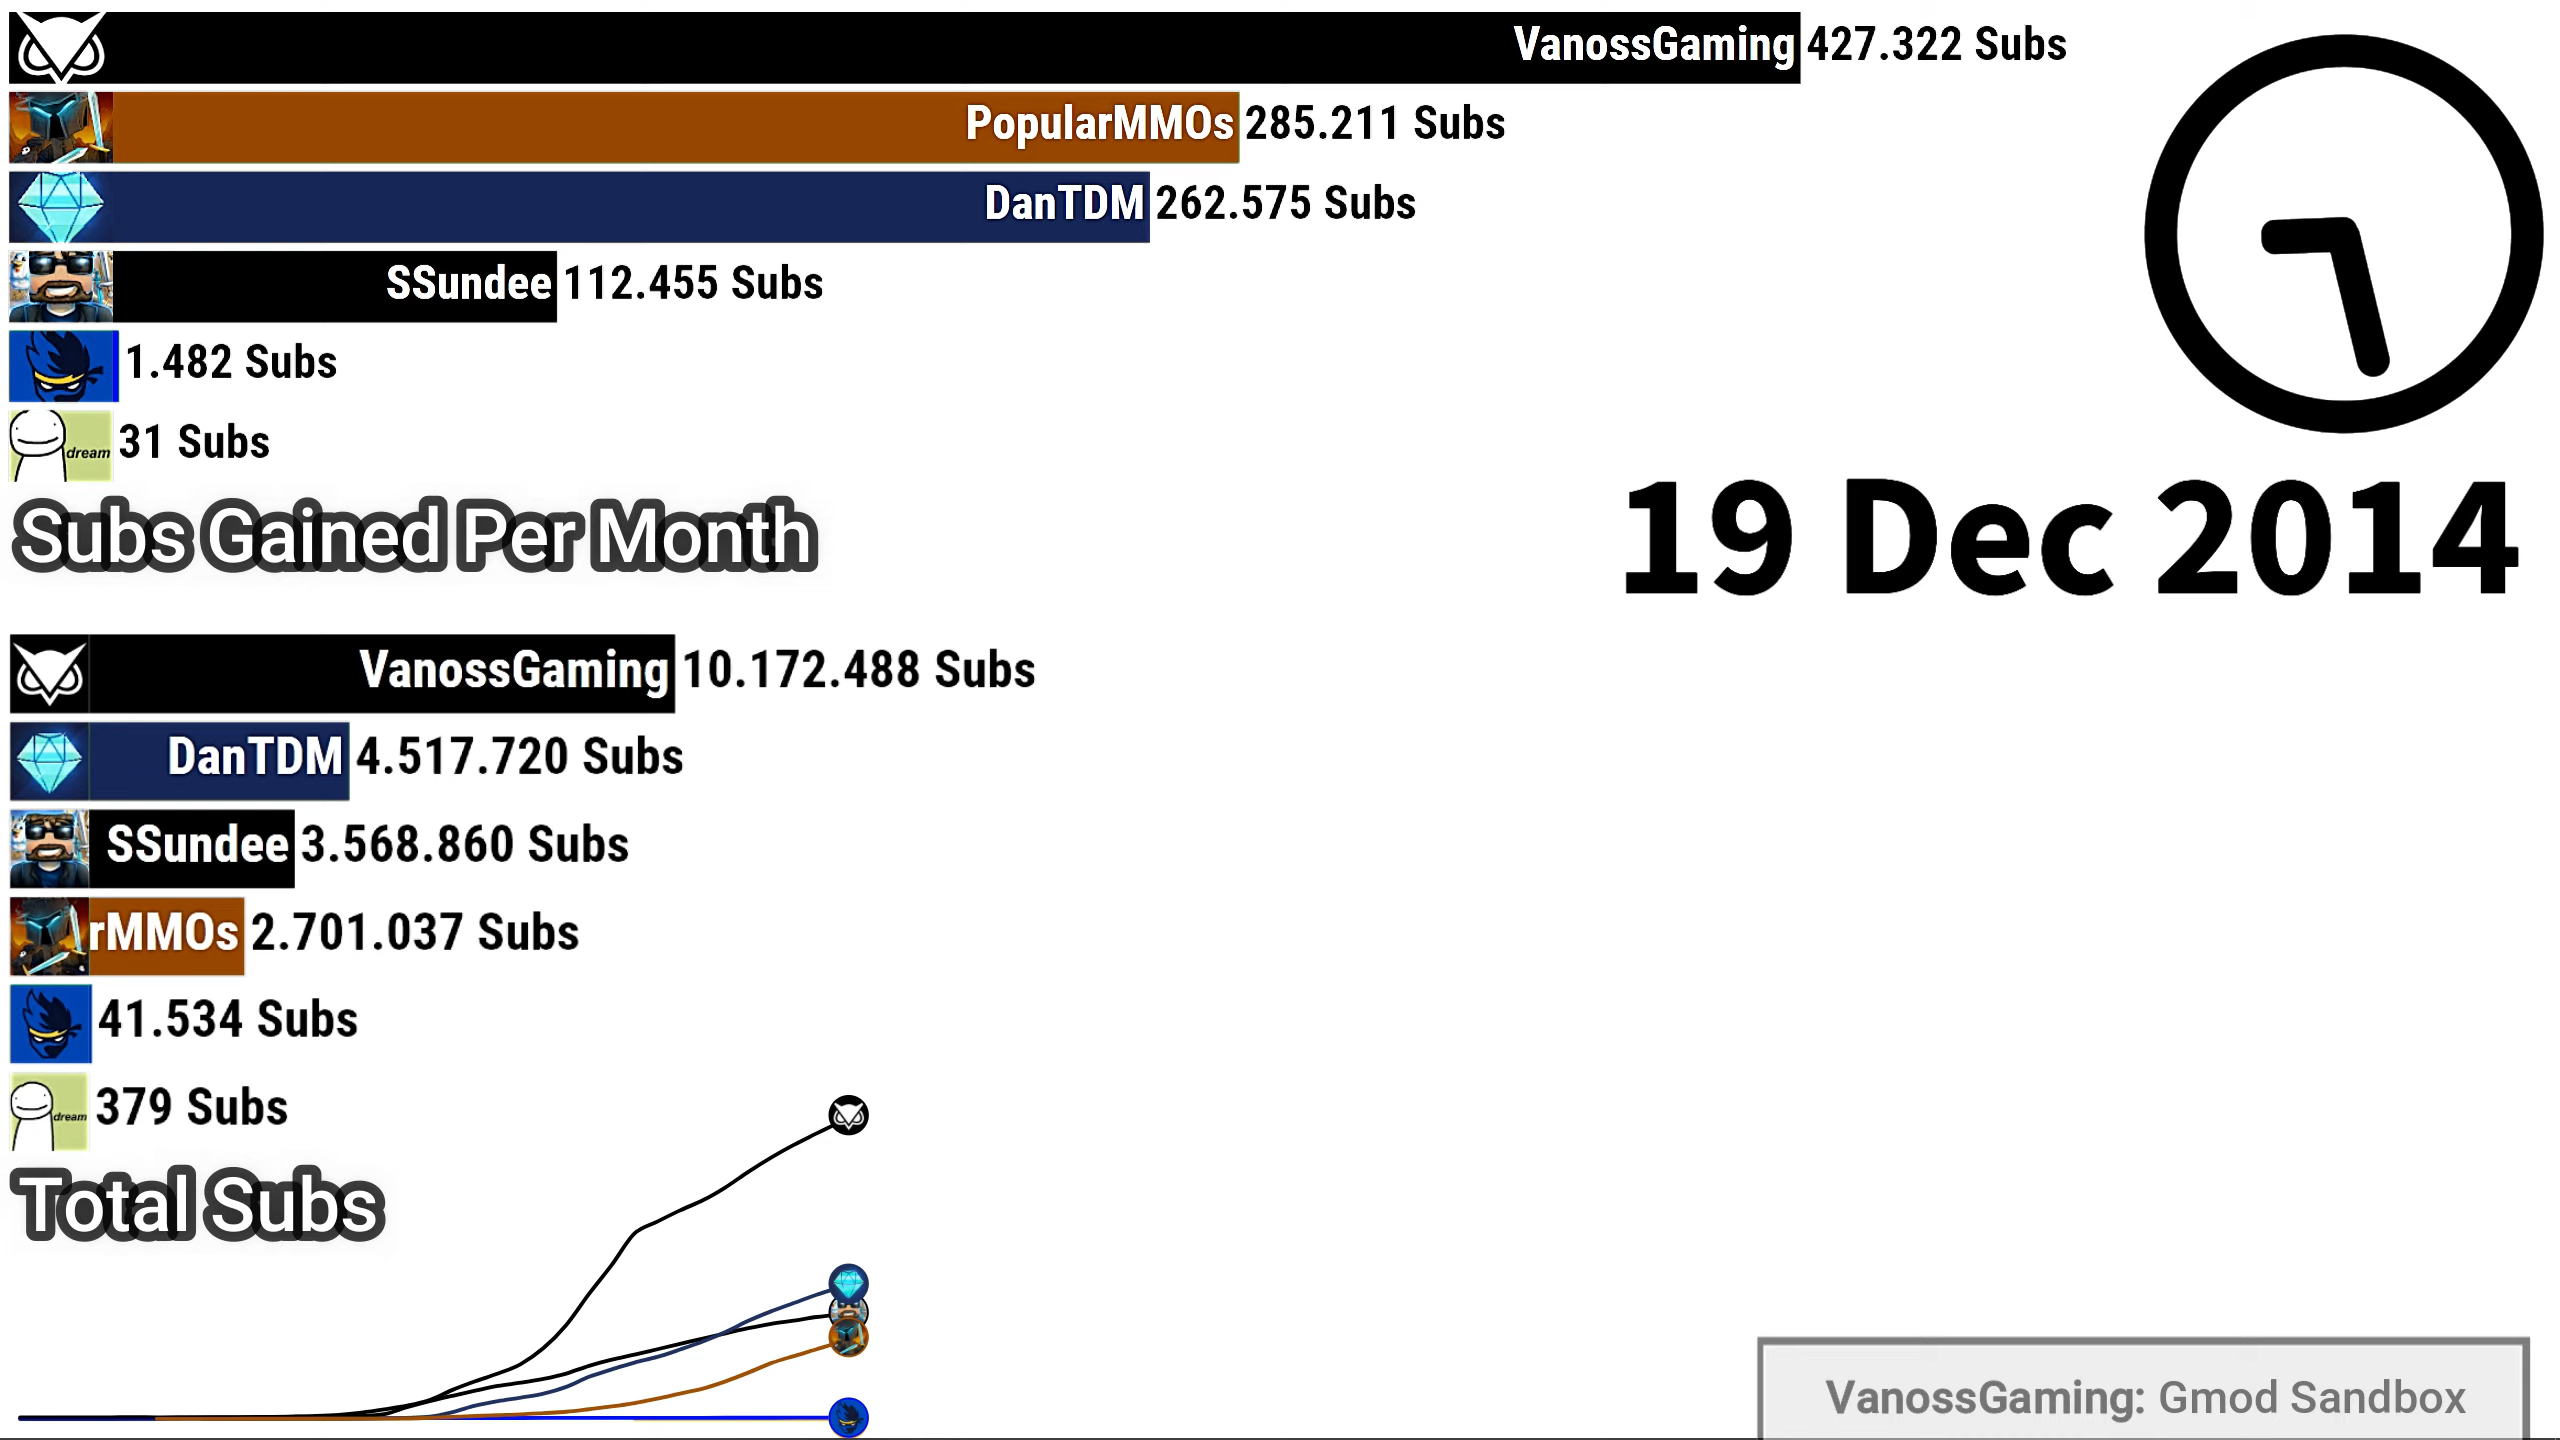 VanossGaming 427.322 Subs
PopularMMOs 285.211 Subs
DanTDM 262.575 Subs
SSundee 112.455 Subs
1.482 Subs
dream 31 Subs
Subs Gained Per Month
19 Dec 2014
VanossGaming 10.172.488 Subs
DanTDM 4.517.720 Subs
SSundee 3.568.860 Subs
rMMOs 2.701.037 Subs
41.534 Subs
dream 379 Subs
Total Subs
VanossGaming: Gmod Sandbox